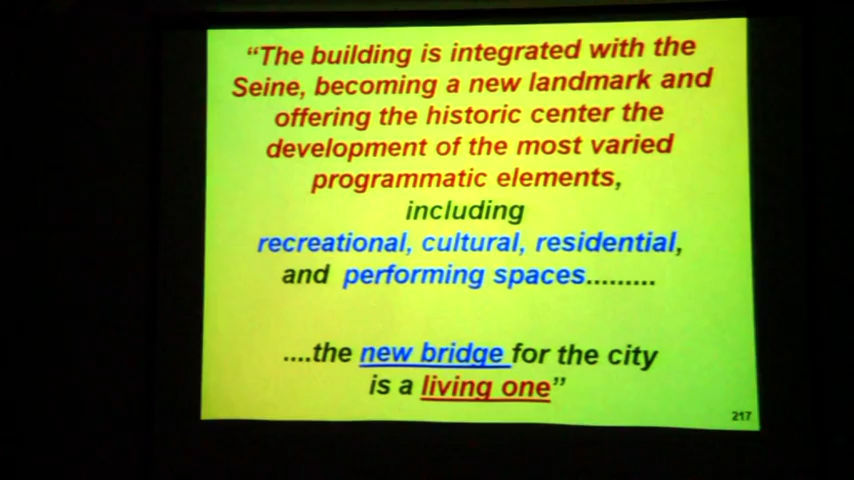 “The building is integrated with the
Seine, becoming a new landmark and
offering the historic center the
development of the most varied
programmatic elements,
including
recreational, cultural, residential,
and performing spaces.........
....the new bridge for the city
is a living one”
217